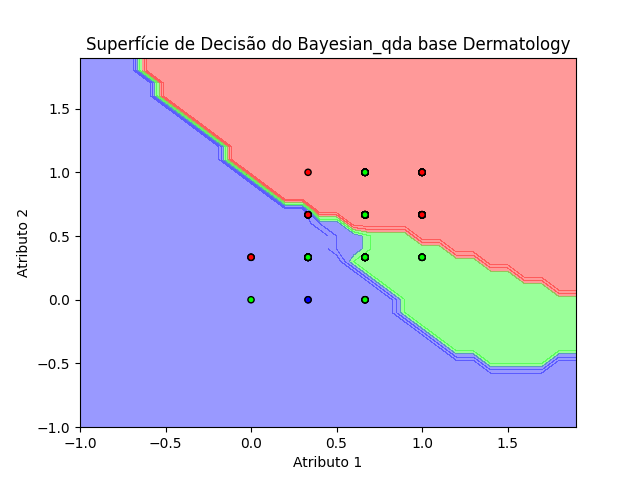 Superfície de Decisão do Bayesian_qda base Dermatology
1.5
1.0
0.5
0.0
−0.5
−1.0
Atributo 2
−1.0 −0.5 0.0 0.5 1.0 1.5
Atributo 1